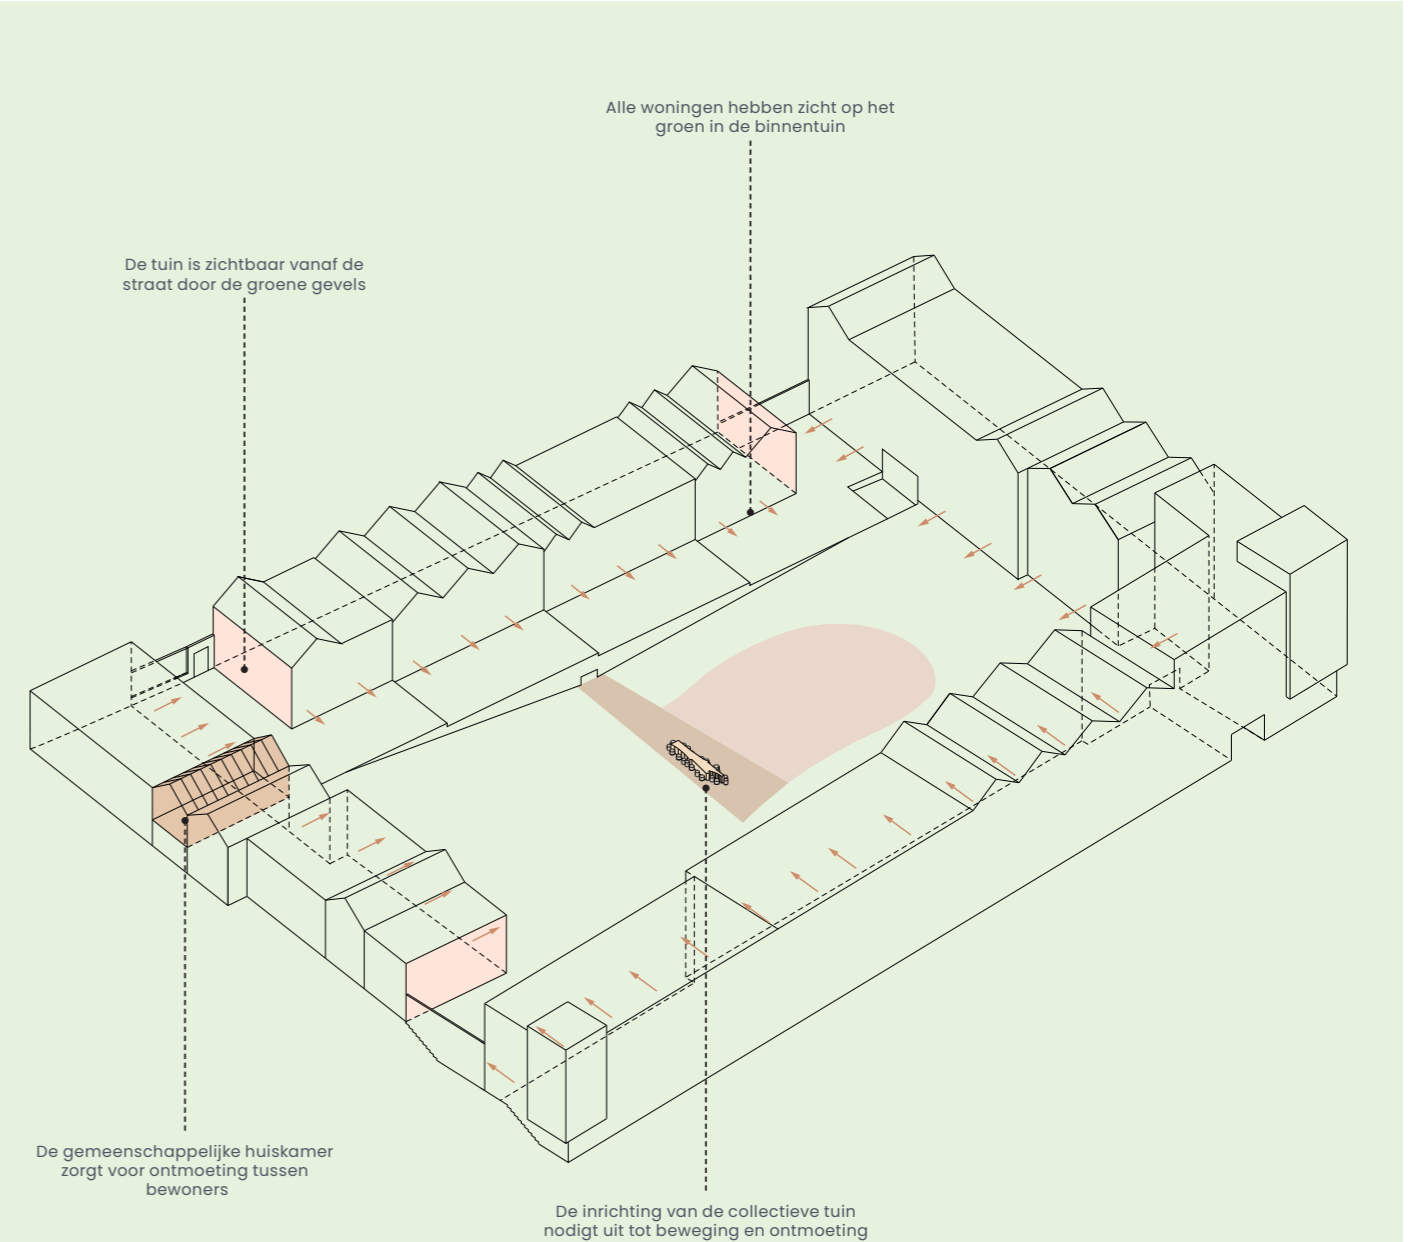 Alle woningen hebben zicht op het
groen in de binnentuin
De tuin is zichtbaar vanaf de
straat door de groene gevels
De gemeenschappelijke huiskamer
zorgt voor ontmoeting tussen
bewoners
De inrichting van de collectieve tuin
nodigt uit tot beweging en ontmoeting